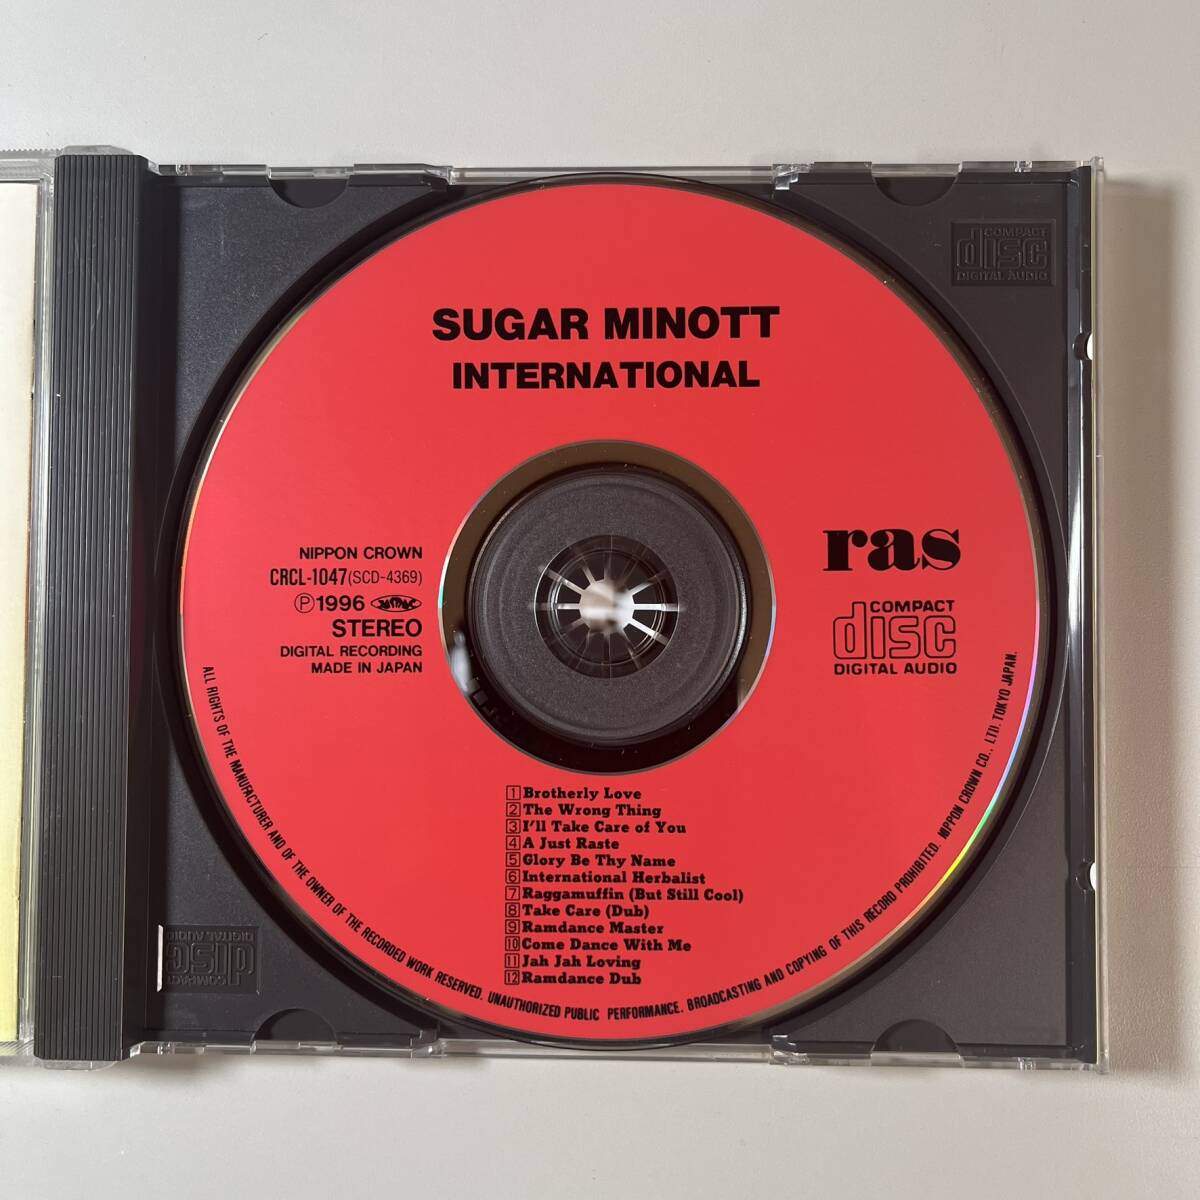 SUGAR MINOTT
INTERNATIONAL
NIPPON CROWN
CRCL-1047(SCD-4369)
Ⓟ1996
STEREO
DIGITAL RECORDING
MADE IN JAPAN
ras
COMPACT
disc
DIGITAL AUDIO
1 Brotherly Love
2 The Wrong Thing
3 I'll Take Care of You
4 A Just Raste
5 Glory Be Thy Name
6 International Herbalist
7 Raggamuffin (But Still Cool)
8 Take Care (Dub)
9 Ramdance Master
10 Come Dance With Me
11 Jah Jah Loving
12 Ramdance Dub
ALL RIGHTS OF THE MANUFACTURER AND OF THE OWNER OF THE RECORDED WORK RESERVED. UNAUTHORIZED PUBLIC PERFORMANCE. BROADCASTING AND COPYING OF THIS RECORD PROHIBITED. NIPPON CROWN CO., LTD. TOKYO JAPAN.
COMPACT
disc
DIGITAL AUDIO
COMPACT
disc
DIGITAL AUDIO